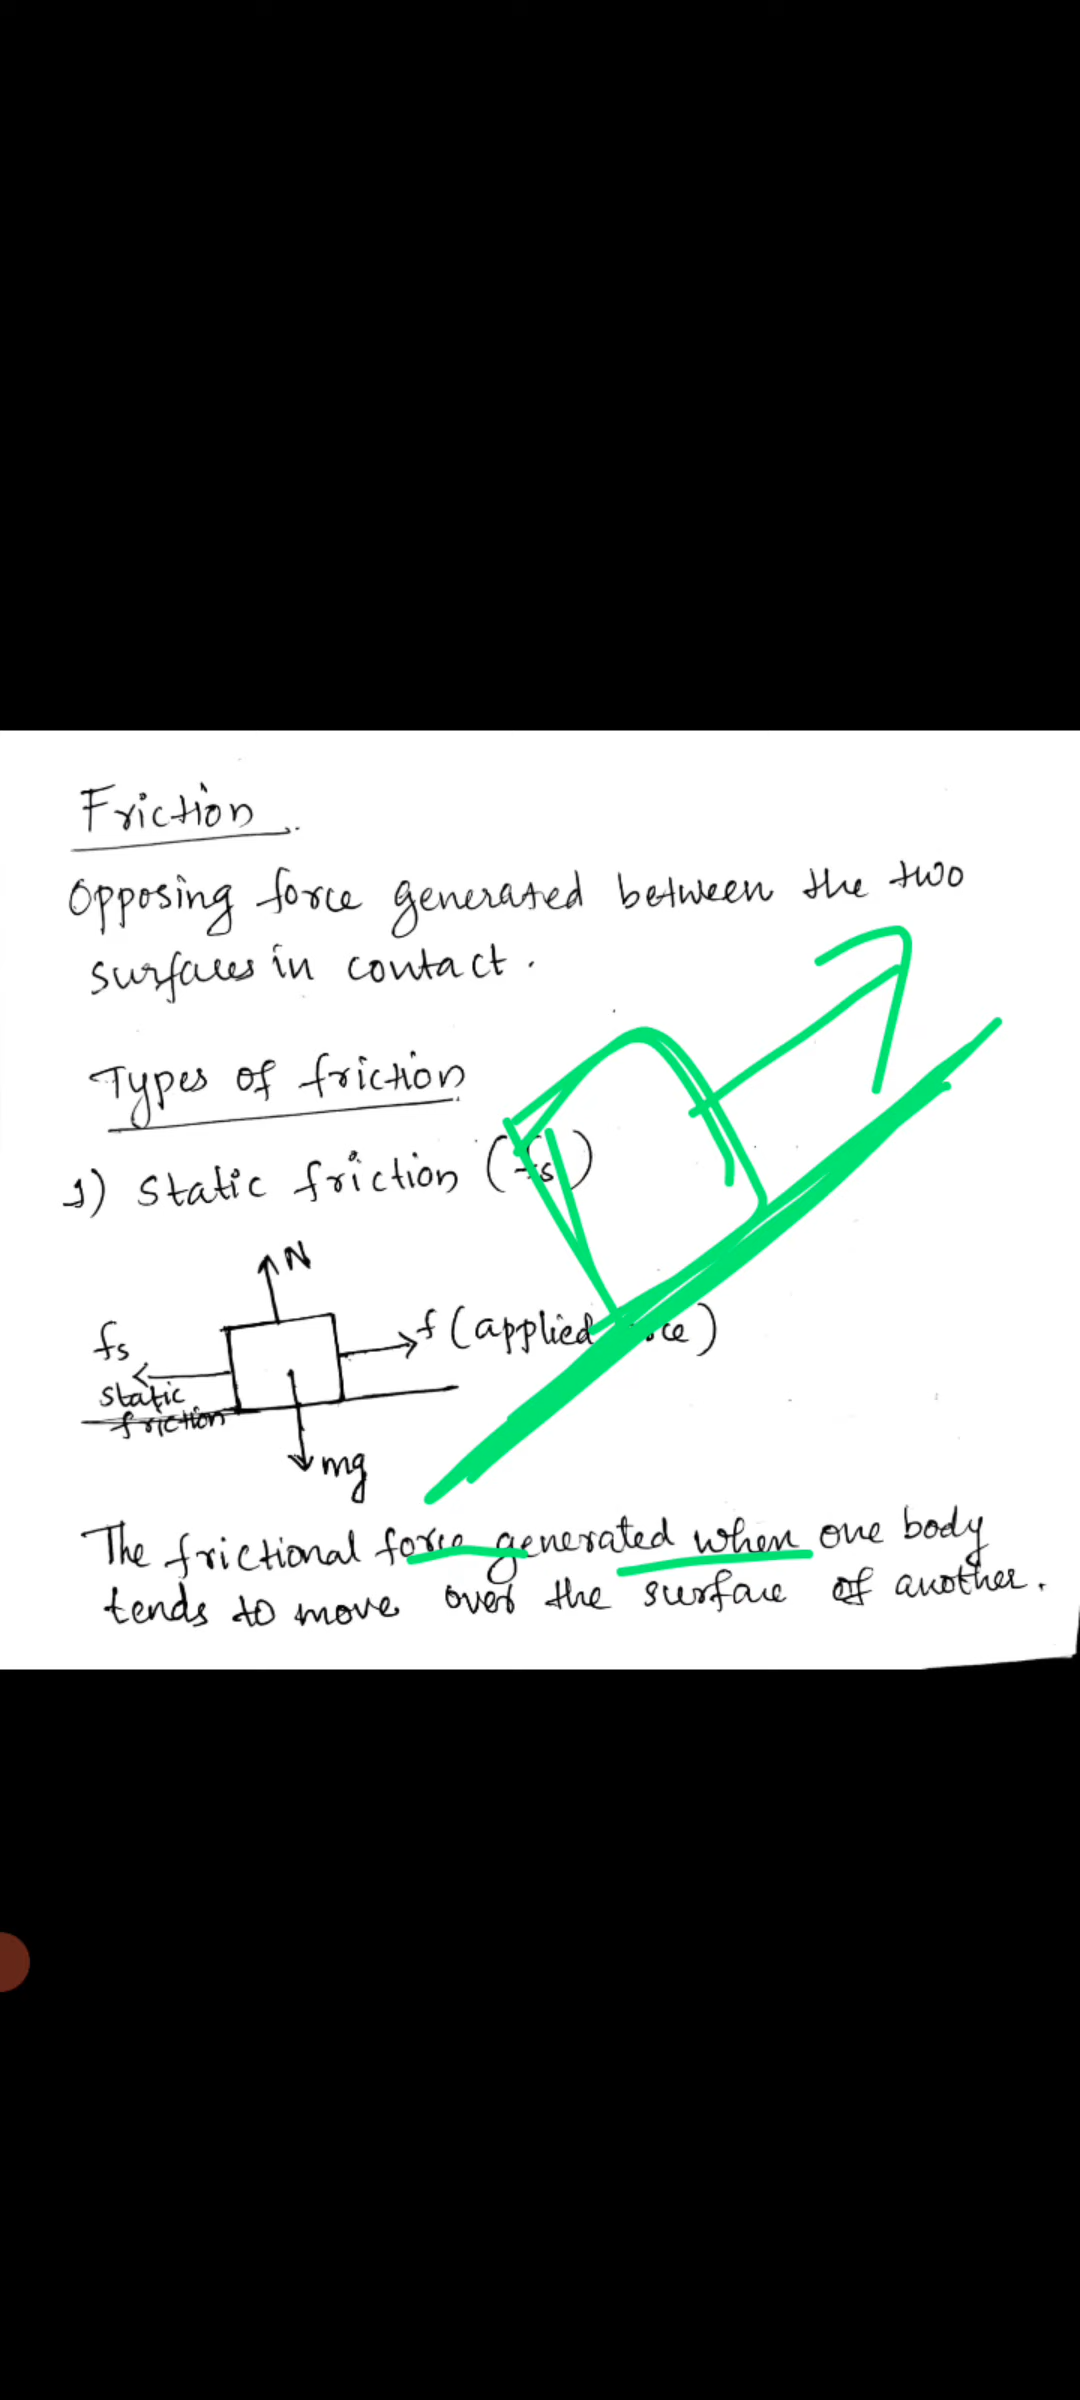 Friction
Opposing force generated between the two
surfaces in contact.
Types of friction
1) Static friction (fs)
N
fs
static
friction
f (applied force)
mg
The frictional force generated when one body
tends to move over the surface of another.